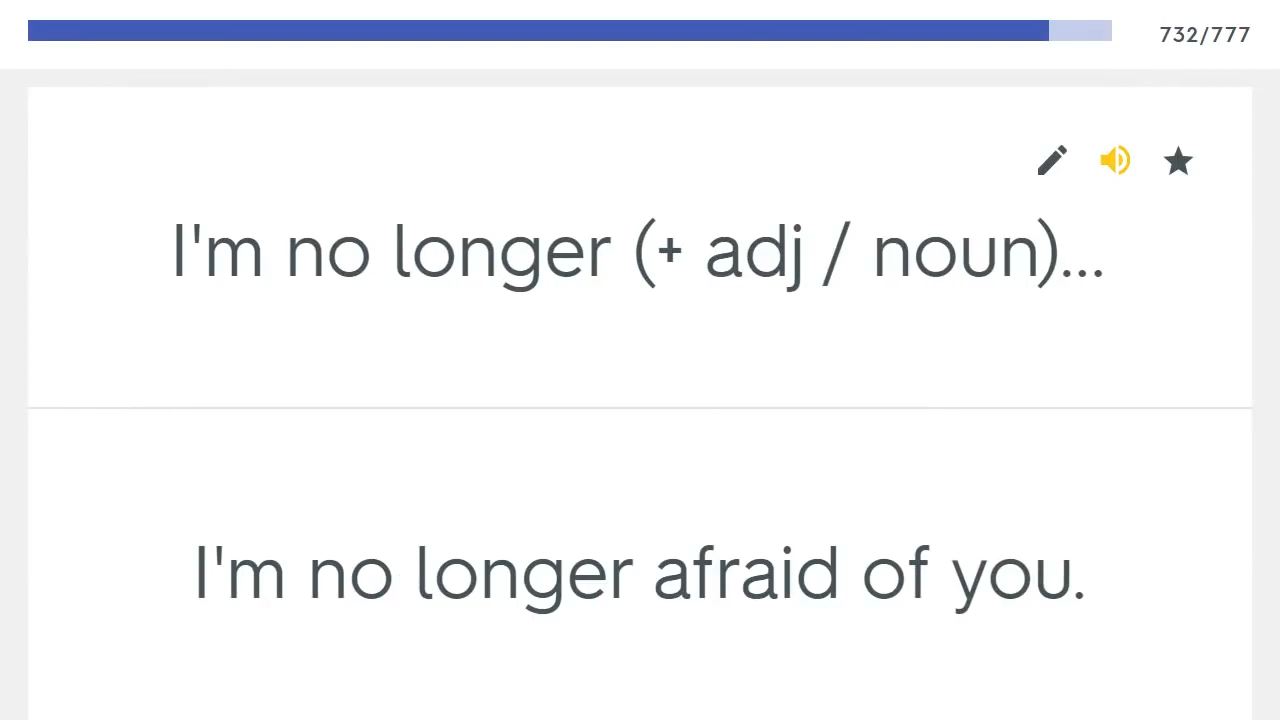 732/777
I'm no longer (+ adj / noun)...
I'm no longer afraid of you.